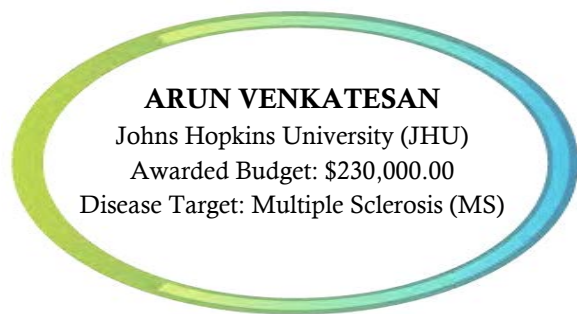 ARUN VENKATESAN
Johns Hopkins University (JHU)
Awarded Budget: $230,000.00
Disease Target: Multiple Sclerosis (MS)